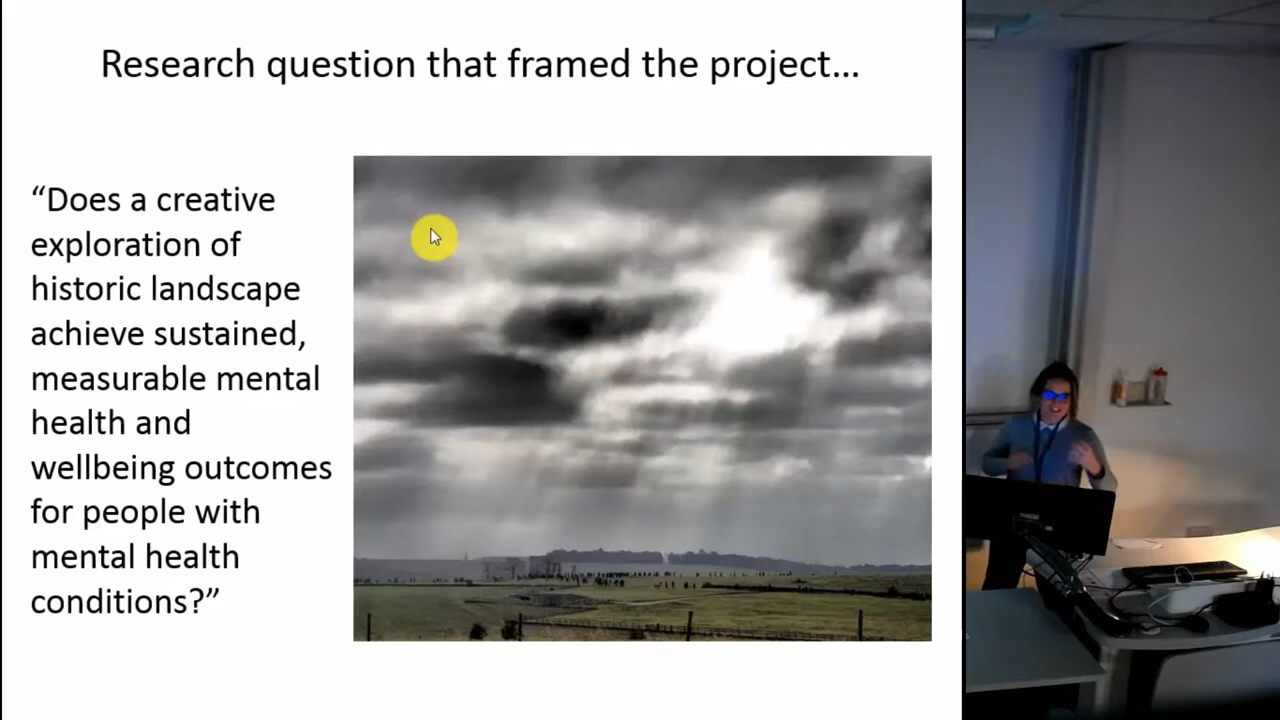 Research question that framed the project...
“Does a creative
exploration of
historic landscape
achieve sustained,
measurable mental
health and
wellbeing outcomes
for people with
mental health
conditions?”